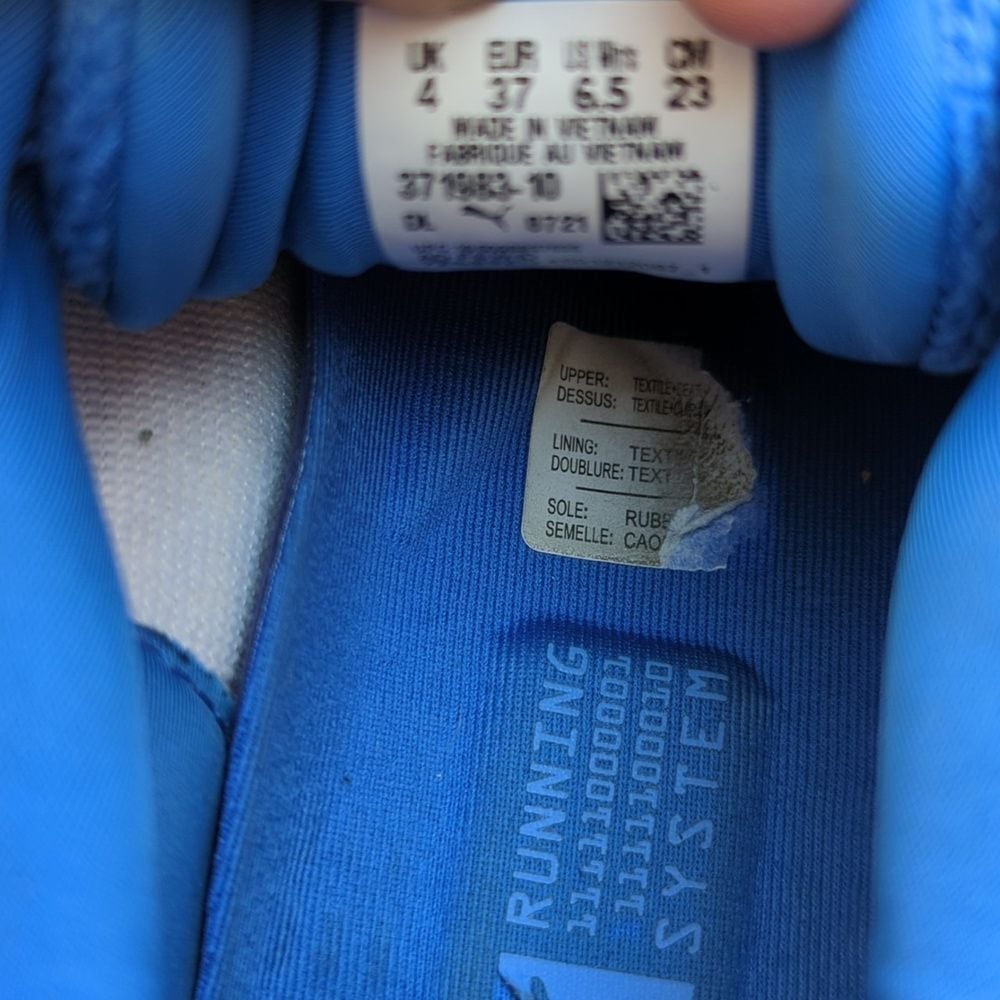 UK EUR US Wns CM
4 37 6.5 23
MADE IN VIETNAM
FABRIQUE AU VIETNAM
371983-10
0721
UPPER: TEXTILE+
DESSUS: TEXTILE+
LINING: TEXT
DOUBLURE: TEXT
SOLE: RUBB
SEMELLE: CAO
RUNNING
SYSTEM